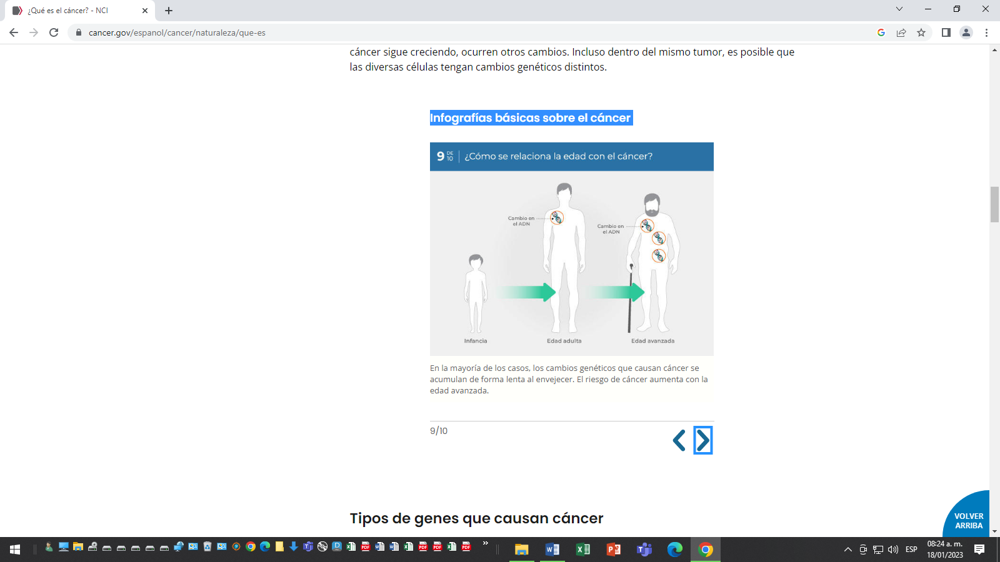 ¿Qué es el cáncer? - NCI
cancer.gov/espanol/cancer/naturaleza/que-es
cáncer sigue creciendo, ocurren otros cambios. Incluso dentro del mismo tumor, es posible que
las diversas células tengan cambios genéticos distintos.
Infografías básicas sobre el cáncer
9 DE 10 ¿Cómo se relaciona la edad con el cáncer?
Cambio en
el ADN
Cambio en
el ADN
Infancia
Edad adulta
Edad avanzada
En la mayoría de los casos, los cambios genéticos que causan cáncer se
acumulan de forma lenta al envejecer. El riesgo de cáncer aumenta con la
edad avanzada.
9/10
Tipos de genes que causan cáncer
VOLVER
ARRIBA
ESP
08:24 a. m.
18/01/2023